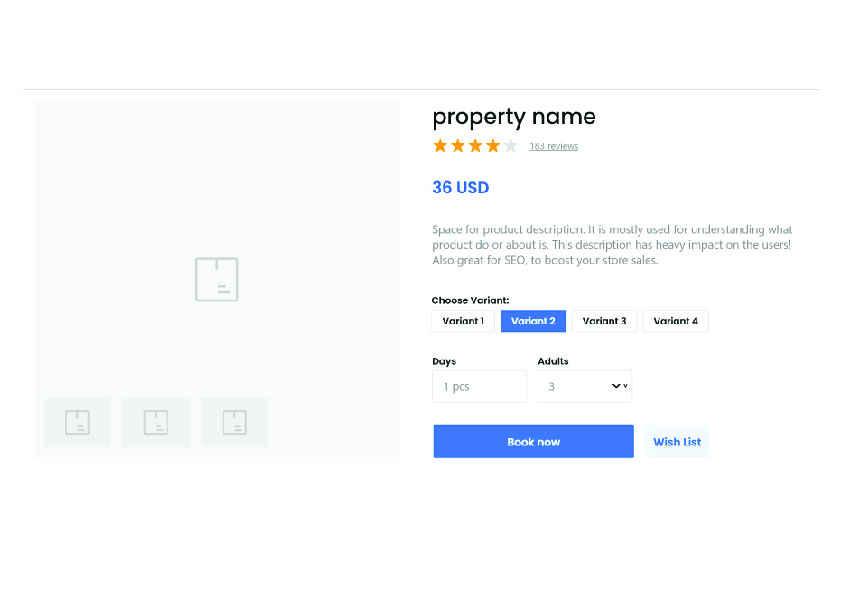 property name
183 reviews
36 USD
Space for product description. It is mostly used for understanding what
product do or about is. This description has heavy impact on the users!
Also great for SEO, to boost your store sales.
Choose Variant:
Variant 1 Variant 2 Variant 3 Variant 4
Days Adults
1 pcs 3 v
Book now Wish List